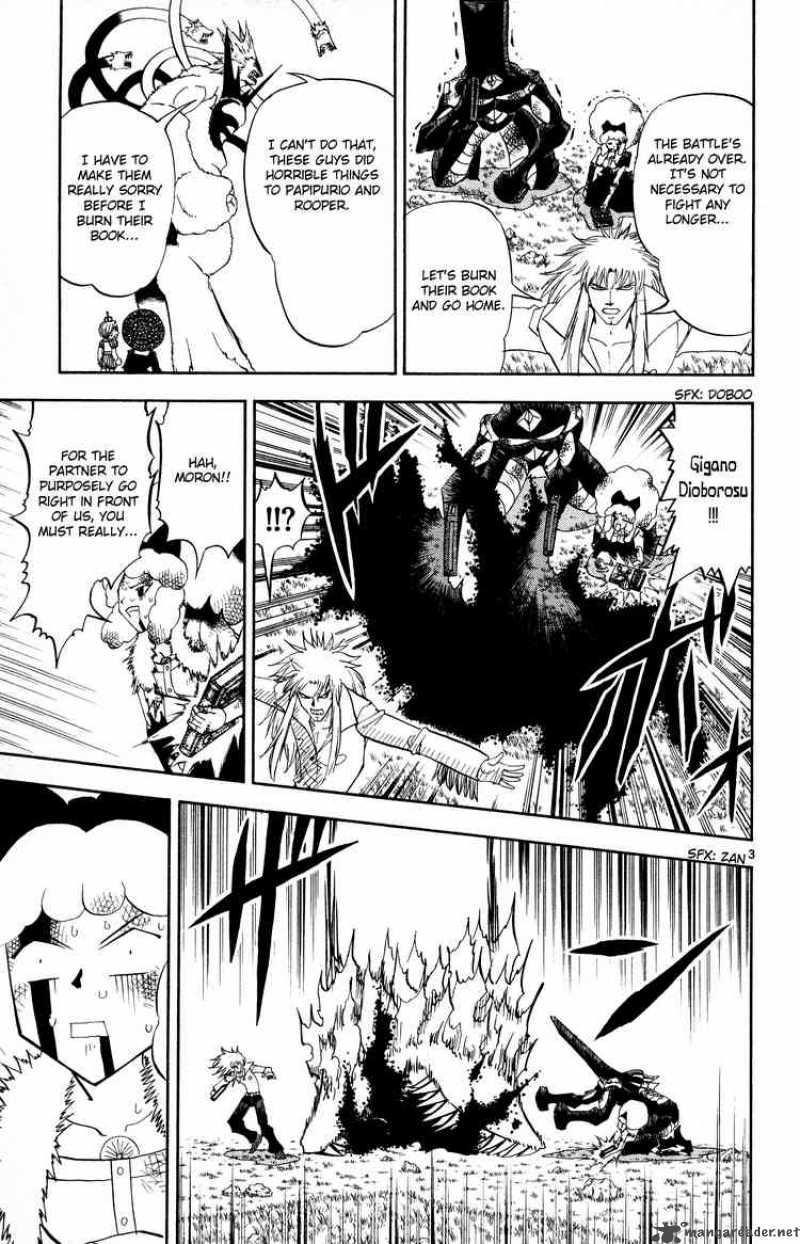 THE BATTLE'S
ALREADY OVER.
IT'S NOT
NECESSARY TO
FIGHT ANY
LONGER...
LET'S BURN
THEIR BOOK
AND GO HOME.
I CAN'T DO THAT,
THESE GUYS DID
HORRIBLE THINGS
TO PAPIPURIO AND
ROOPER.
I HAVE TO
MAKE THEM
REALLY SORRY
BEFORE I
BURN THEIR
BOOK...
SFX: DOBOO
Gigano
Dioborosu
!!!
!!?
HAH,
MORON!!
FOR THE
PARTNER TO
PURPOSELY GO
RIGHT IN FRONT
OF US, YOU
MUST REALLY...
SFX: ZAN
3
mangareader.net